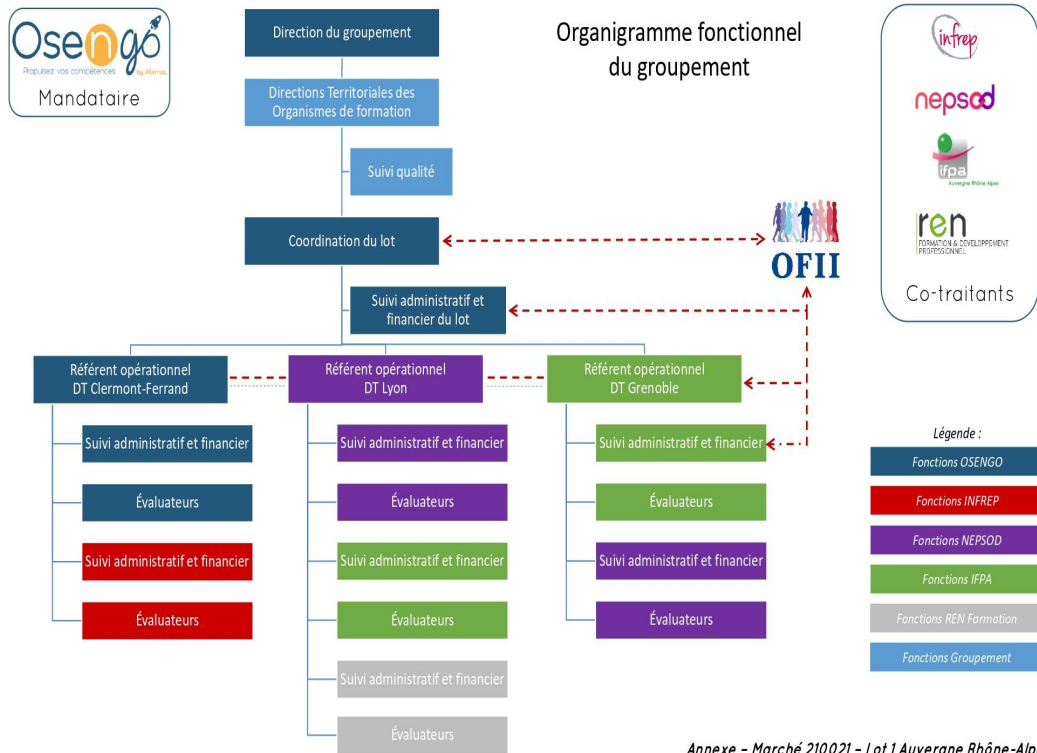 Osengo
Propulsez vos compétences
by Aformac
Mandataire
Direction du groupement
Organigramme fonctionnel
du groupement
infrep
nepsod
ifpa
Auvergne Rhône Alpes
ren
FORMATION & DÉVELOPPEMENT
PROFESSIONNEL
Co-traitants
Directions Territoriales des
Organismes de formation
Suivi qualité
Coordination du lot
OFII
Suivi administratif et
financier du lot
Référent opérationnel
DT Clermont-Ferrand
Référent opérationnel
DT Lyon
Référent opérationnel
DT Grenoble
Suivi administratif et financier
Évaluateurs
Suivi administratif et financier
Évaluateurs
Suivi administratif et financier
Évaluateurs
Suivi administratif et financier
Évaluateurs
Suivi administratif et financier
Évaluateurs
Suivi administratif et financier
Évaluateurs
Suivi administratif et financier
Évaluateurs
Légende :
Fonctions OSENGO
Fonctions INFREP
Fonctions NEPSOD
Fonctions IFPA
Fonctions REN Formation
Fonctions Groupement
Annexe – Marché 210021 – Lot 1 Auvergne Rhône-Alp